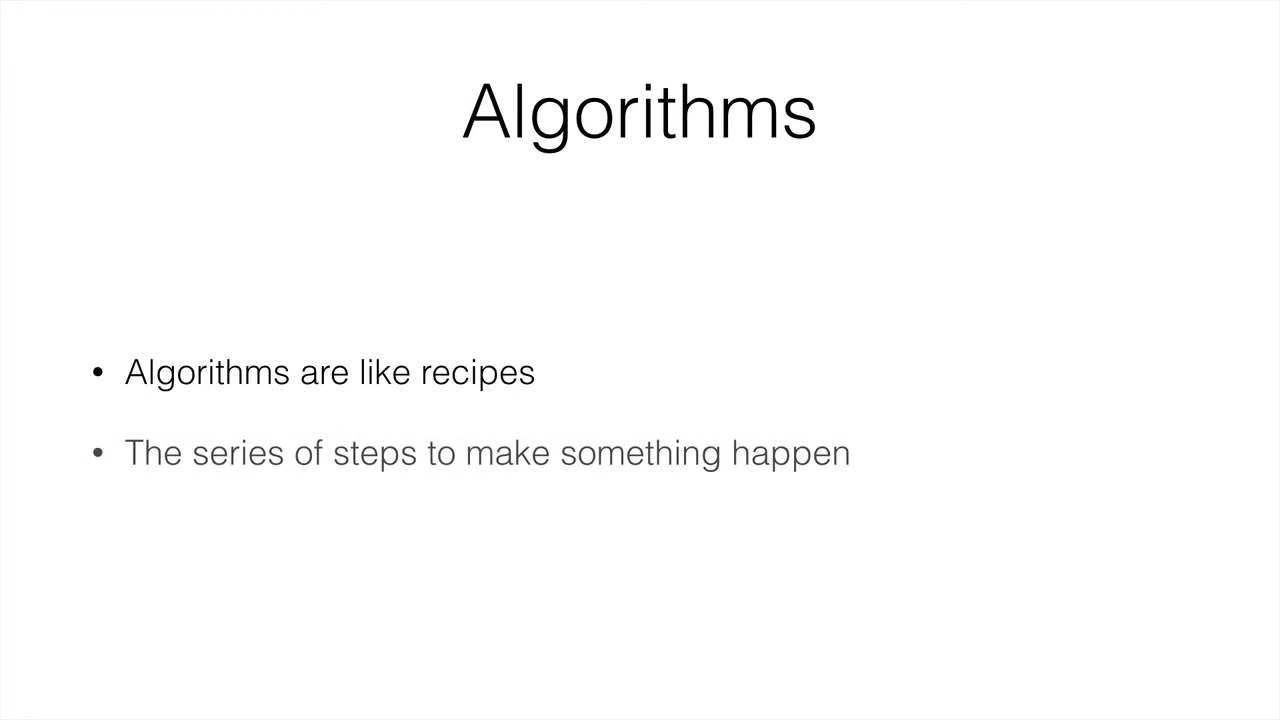 Algorithms
• Algorithms are like recipes
• The series of steps to make something happen